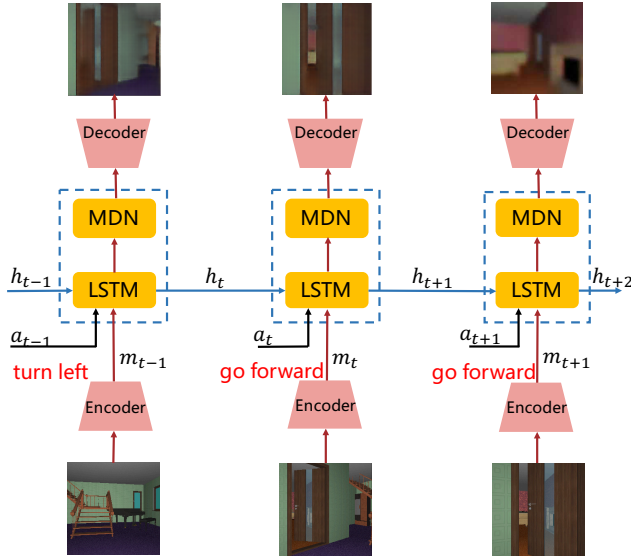 Decoder Decoder Decoder
MDN MDN MDN
h_{t-1} LSTM h_t LSTM h_{t+1} LSTM h_{t+2}
a_{t-1} a_t a_{t+1}
turn left m_{t-1} go forward m_t go forward m_{t+1}
Encoder Encoder Encoder